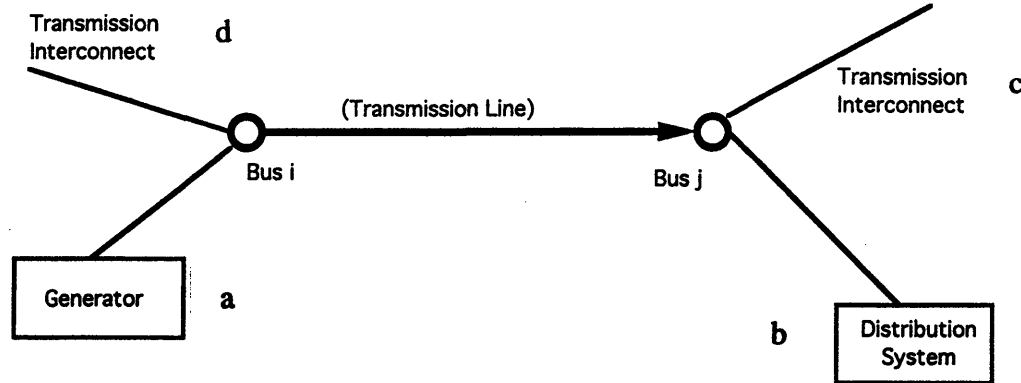 Transmission
Interconnect
d
(Transmission Line)
Transmission
Interconnect
c
Bus i
Bus j
Generator
a
b
Distribution
System